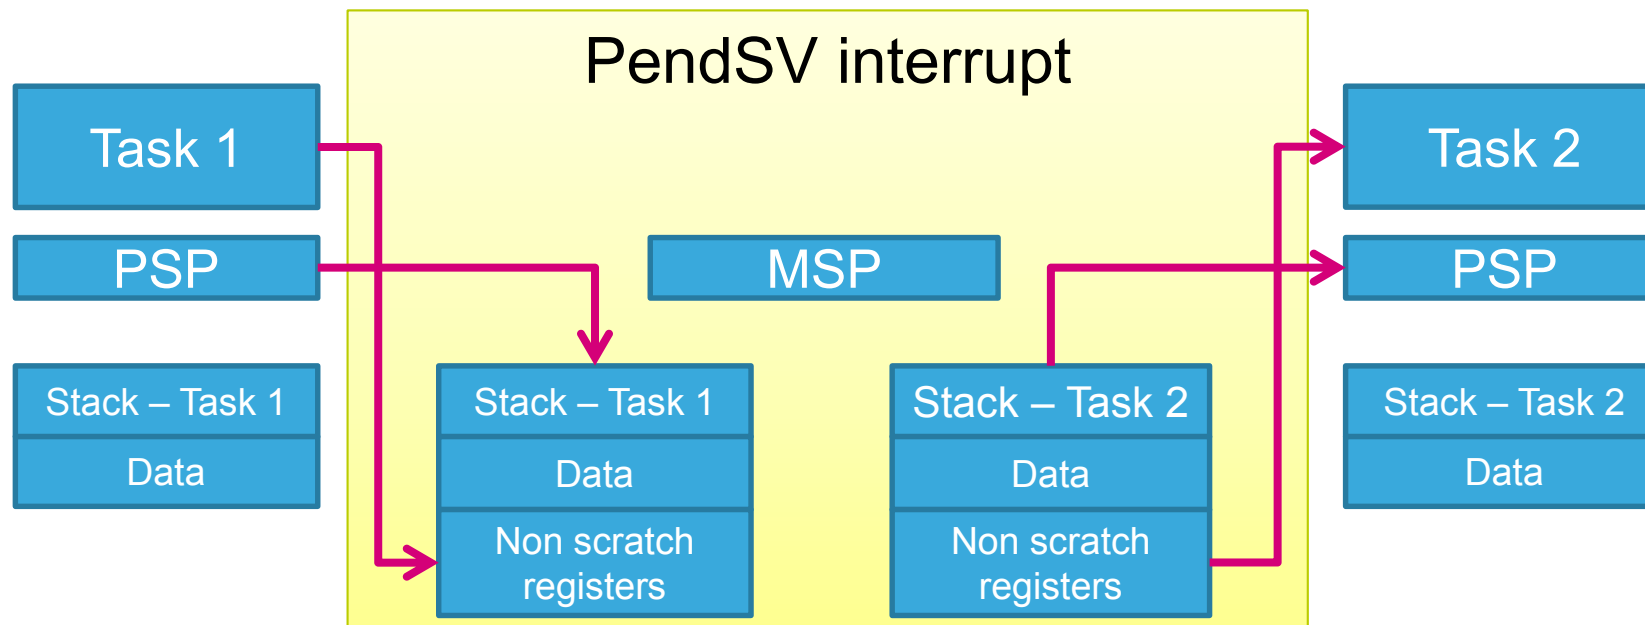 PendSV interrupt
Task 1
Task 2
PSP
MSP
PSP
Stack – Task 1
Data
Stack – Task 1
Data
Non scratch
registers
Stack – Task 2
Data
Non scratch
registers
Stack – Task 2
Data